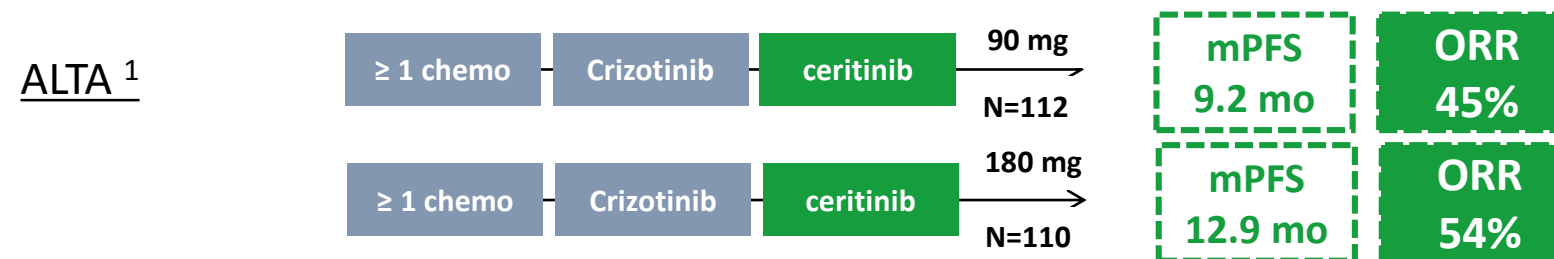 ALTA 1
≥ 1 chemo
Crizotinib
ceritinib
90 mg
N=112
mPFS
9.2 mo
ORR
45%
≥ 1 chemo
Crizotinib
ceritinib
180 mg
N=110
mPFS
12.9 mo
ORR
54%